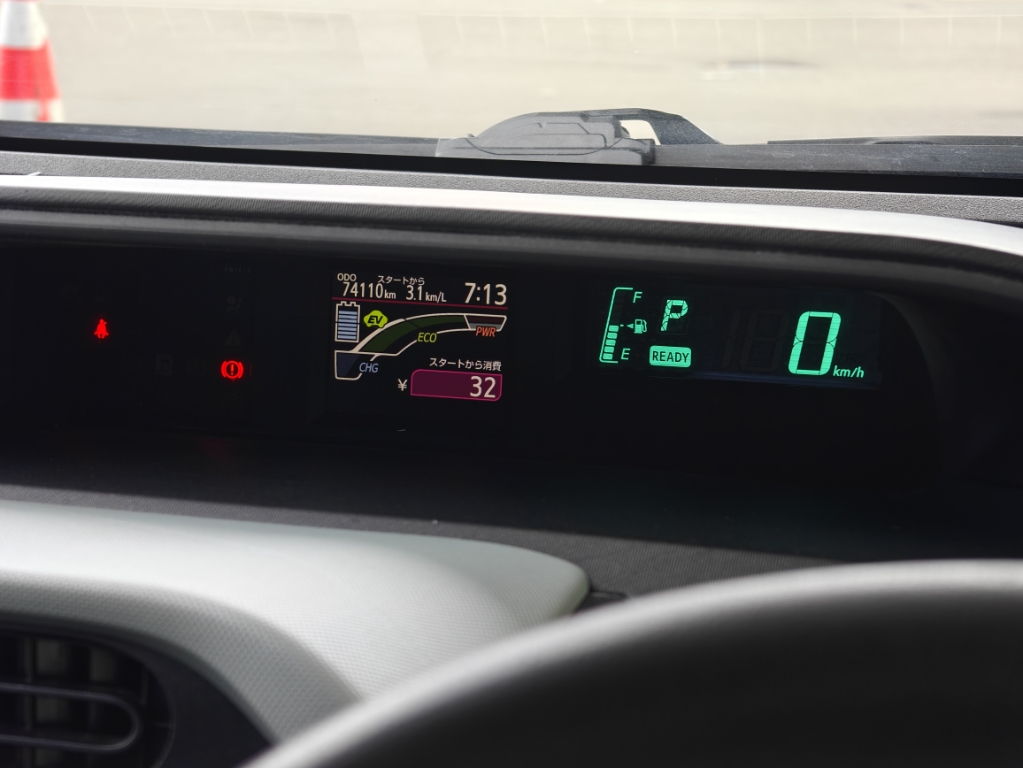 ODO スタートから
74110km 3.1km/L 7:13
EV
ECO
PWR
CHG
スタートから消費
¥ 32
F
E
P
READY
0 km/h